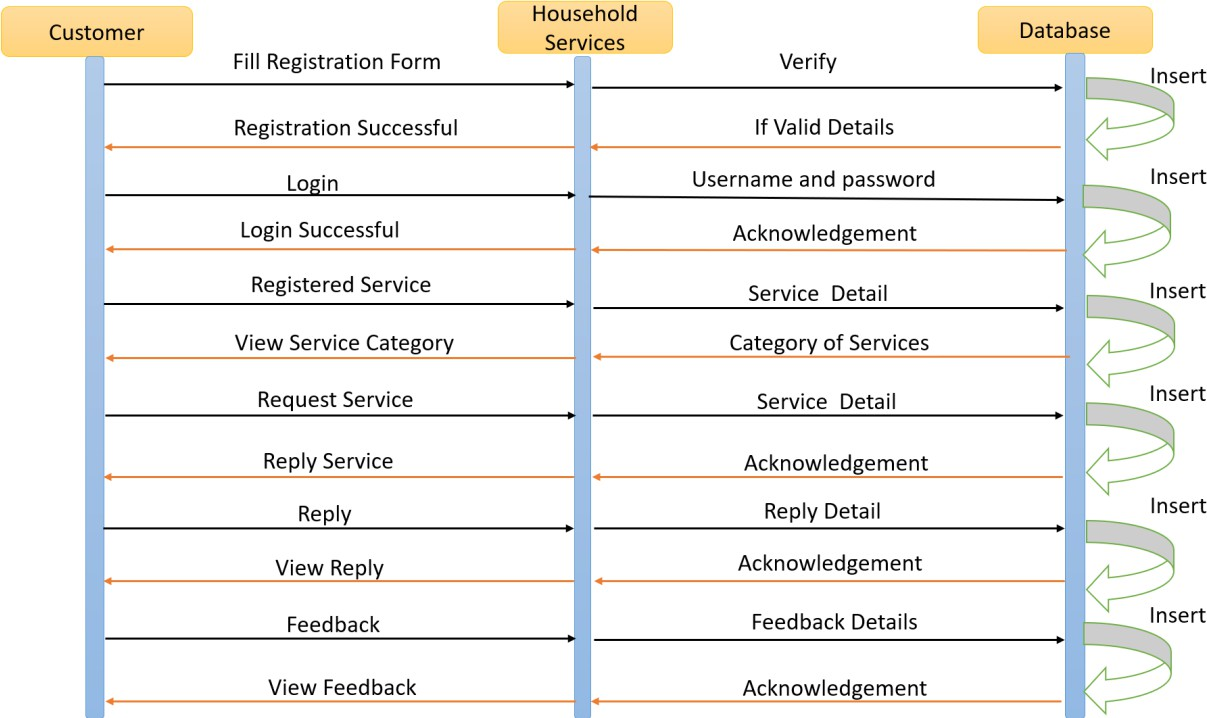 Customer
Household
Services
Database
Fill Registration Form
Verify
Insert
Registration Successful
If Valid Details
Login
Username and password
Insert
Login Successful
Acknowledgement
Registered Service
Service  Detail
Insert
View Service Category
Category of Services
Request Service
Service  Detail
Insert
Reply Service
Acknowledgement
Reply
Reply Detail
Insert
View Reply
Acknowledgement
Feedback
Feedback Details
Insert
View Feedback
Acknowledgement